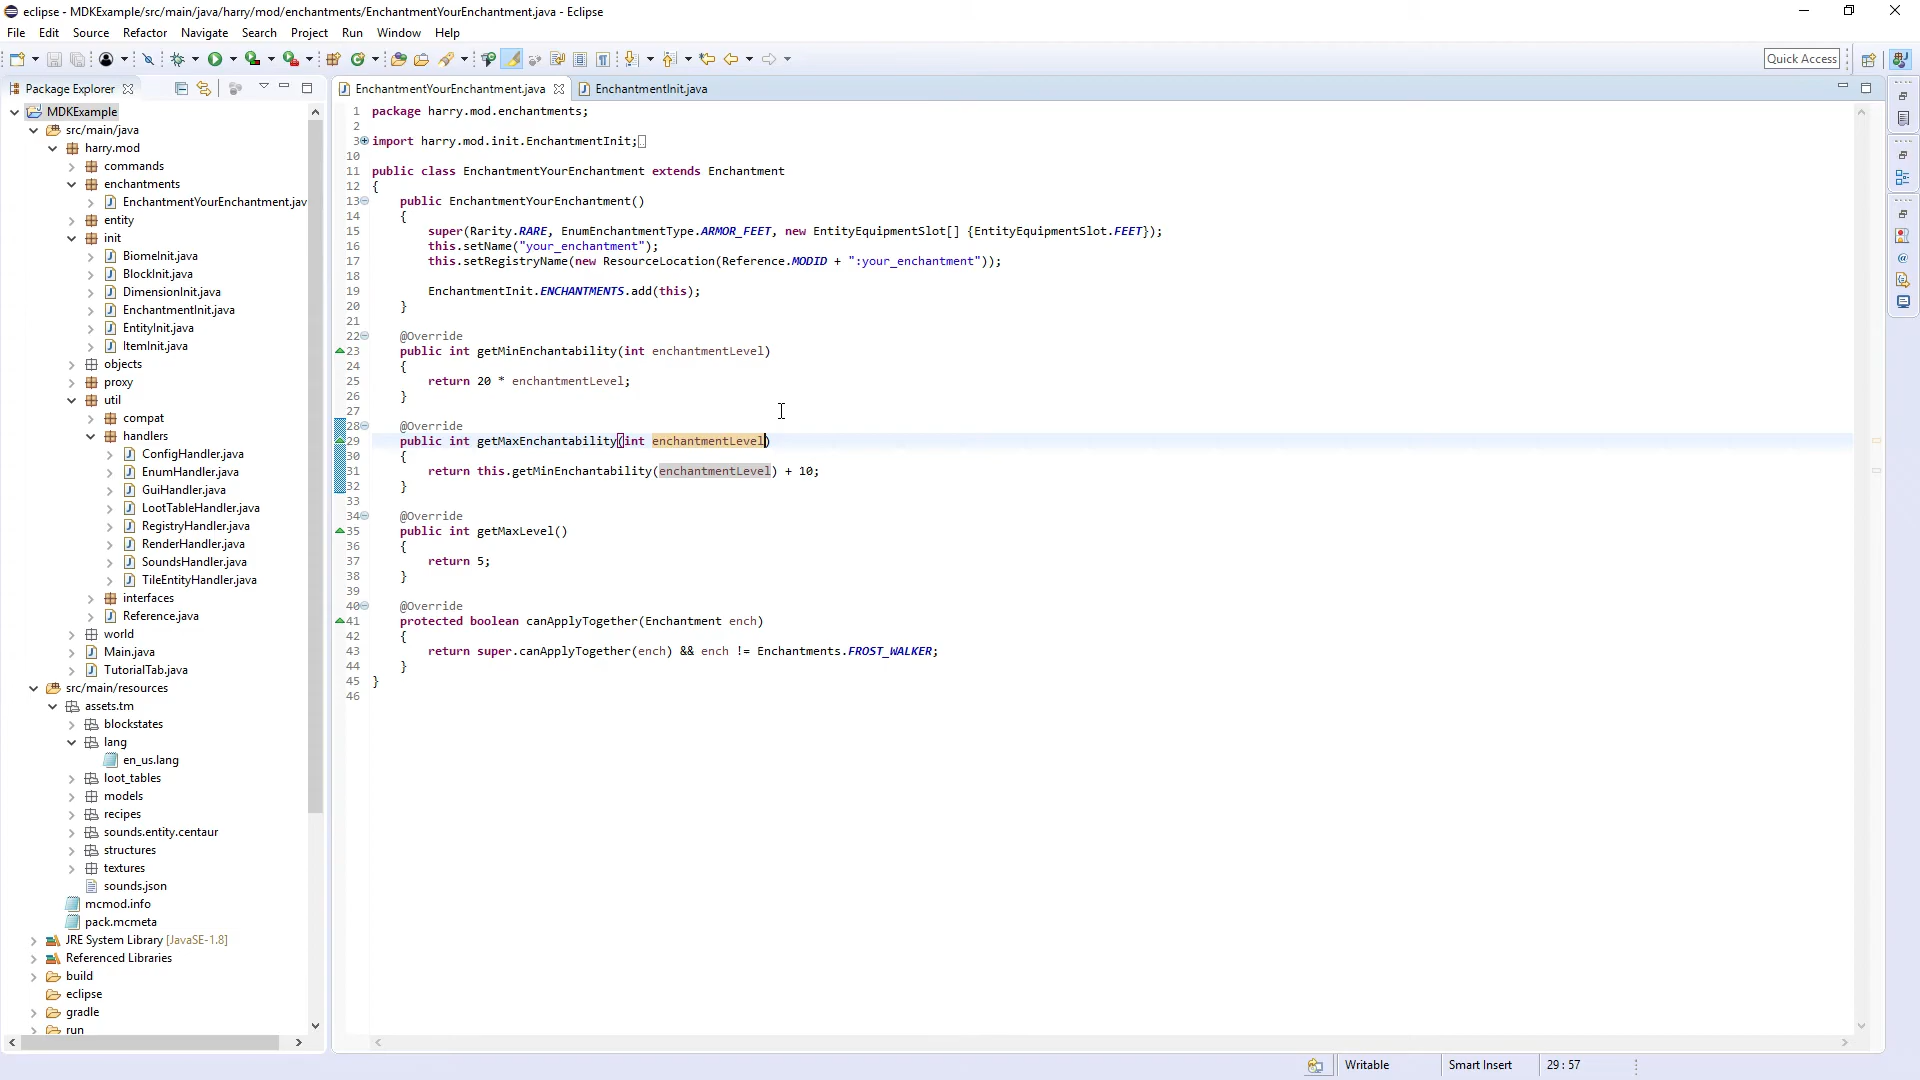 eclipse - MDKExample/src/main/java/harry/mod/enchantments/EnchantmentYourEnchantment.java - Eclipse
File Edit Source Refactor Navigate Search Project Run Window Help
Quick Access
Package Explorer
EnchantmentYourEnchantment.java
EnchantmentInit.java
MDKExample
src/main/java
harry.mod
commands
enchantments
EnchantmentYourEnchantment.jav
entity
init
BiomeInit.java
BlockInit.java
DimensionInit.java
EnchantmentInit.java
EntityInit.java
ItemInit.java
objects
proxy
util
compat
handlers
ConfigHandler.java
EnumHandler.java
GuiHandler.java
LootTableHandler.java
RegistryHandler.java
RenderHandler.java
SoundsHandler.java
TileEntityHandler.java
interfaces
Reference.java
world
Main.java
TutorialTab.java
src/main/resources
assets.tm
blockstates
lang
en_us.lang
loot_tables
models
recipes
sounds.entity.centaur
structures
textures
sounds.json
mcmod.info
pack.mcmeta
JRE System Library [JavaSE-1.8]
Referenced Libraries
build
eclipse
gradle
run
1 package harry.mod.enchantments;
2
3 import harry.mod.init.EnchantmentInit;
10
11 public class EnchantmentYourEnchantment extends Enchantment
12 {
13 public EnchantmentYourEnchantment()
14 {
15 super(Rarity.RARE, EnumEnchantmentType.ARMOR_FEET, new EntityEquipmentSlot[] {EntityEquipmentSlot.FEET});
16 this.setName("your_enchantment");
17 this.setRegistryName(new ResourceLocation(Reference.MODID + ":your_enchantment"));
18
19 EnchantmentInit.ENCHANTMENTS.add(this);
20 }
21
22 @Override
23 public int getMinEnchantability(int enchantmentLevel)
24 {
25 return 20 * enchantmentLevel;
26 }
27
28 @Override
29 public int getMaxEnchantability(int enchantmentLevel)
30 {
31 return this.getMinEnchantability(enchantmentLevel) + 10;
32 }
33
34 @Override
35 public int getMaxLevel()
36 {
37 return 5;
38 }
39
40 @Override
41 protected boolean canApplyTogether(Enchantment ench)
42 {
43 return super.canApplyTogether(ench) && ench != Enchantments.FROST_WALKER;
44 }
45 }
46
Writable Smart Insert 29 : 57